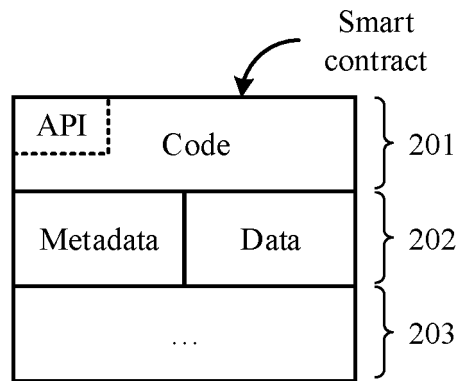 Smart
contract
API
Code
201
Metadata
Data
202
...
203